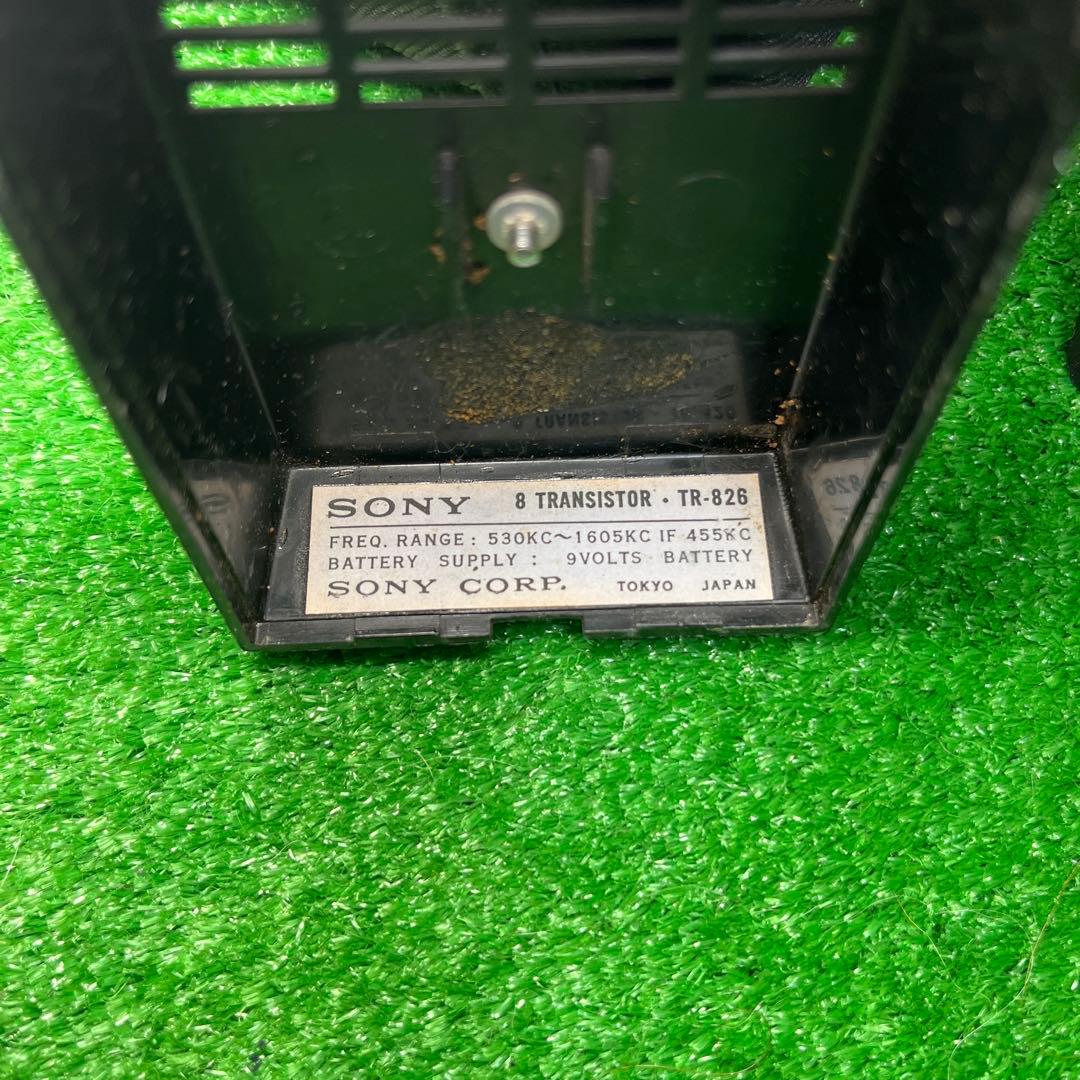 SONY 8 TRANSISTOR · TR-826
FREQ. RANGE : 530KC~1605KC IF 455KC
BATTERY SUPPLY : 9VOLTS BATTERY
SONY CORP. TOKYO JAPAN